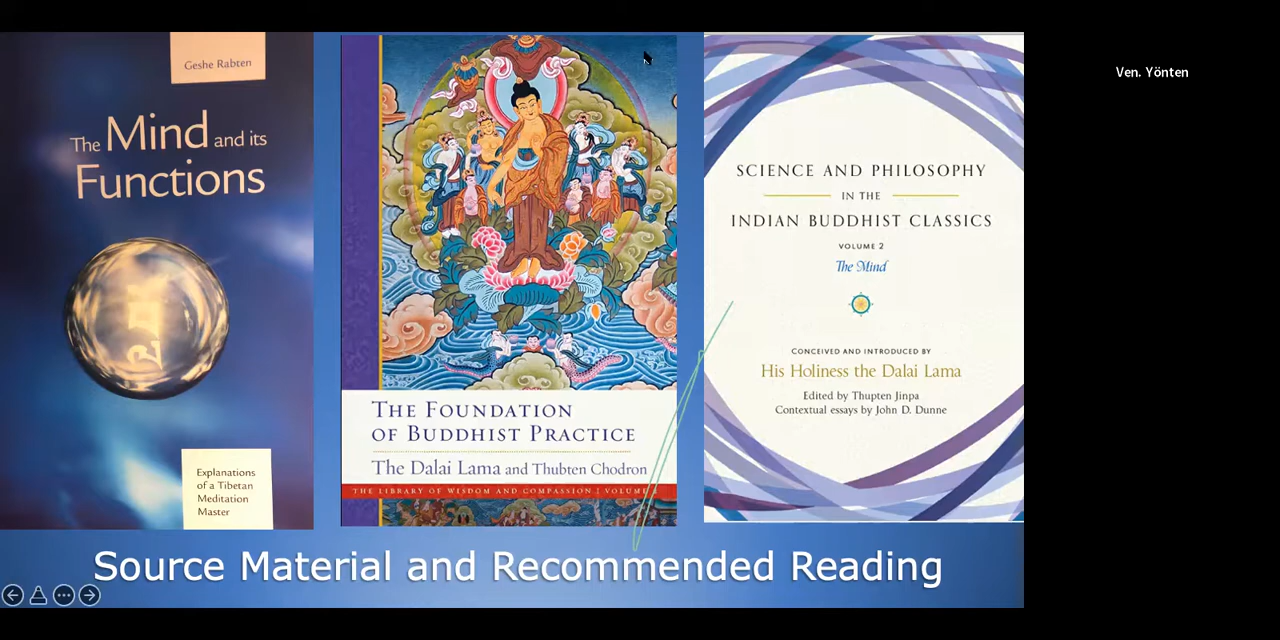 Geshe Rabten
The Mind and its
Functions
Explanations
of a Tibetan
Meditation
Master
THE FOUNDATION
OF BUDDHIST PRACTICE
The Dalai Lama and Thubten Chodron
THE LIBRARY OF WISDOM AND COMPASSION | VOLUME
SCIENCE AND PHILOSOPHY
IN THE
INDIAN BUDDHIST CLASSICS
VOLUME 2
The Mind
CONCEIVED AND INTRODUCED BY
His Holiness the Dalai Lama
Edited by Thupten Jinpa
Contextual essays by John D. Dunne
Source Material and Recommended Reading
Ven. Yönten